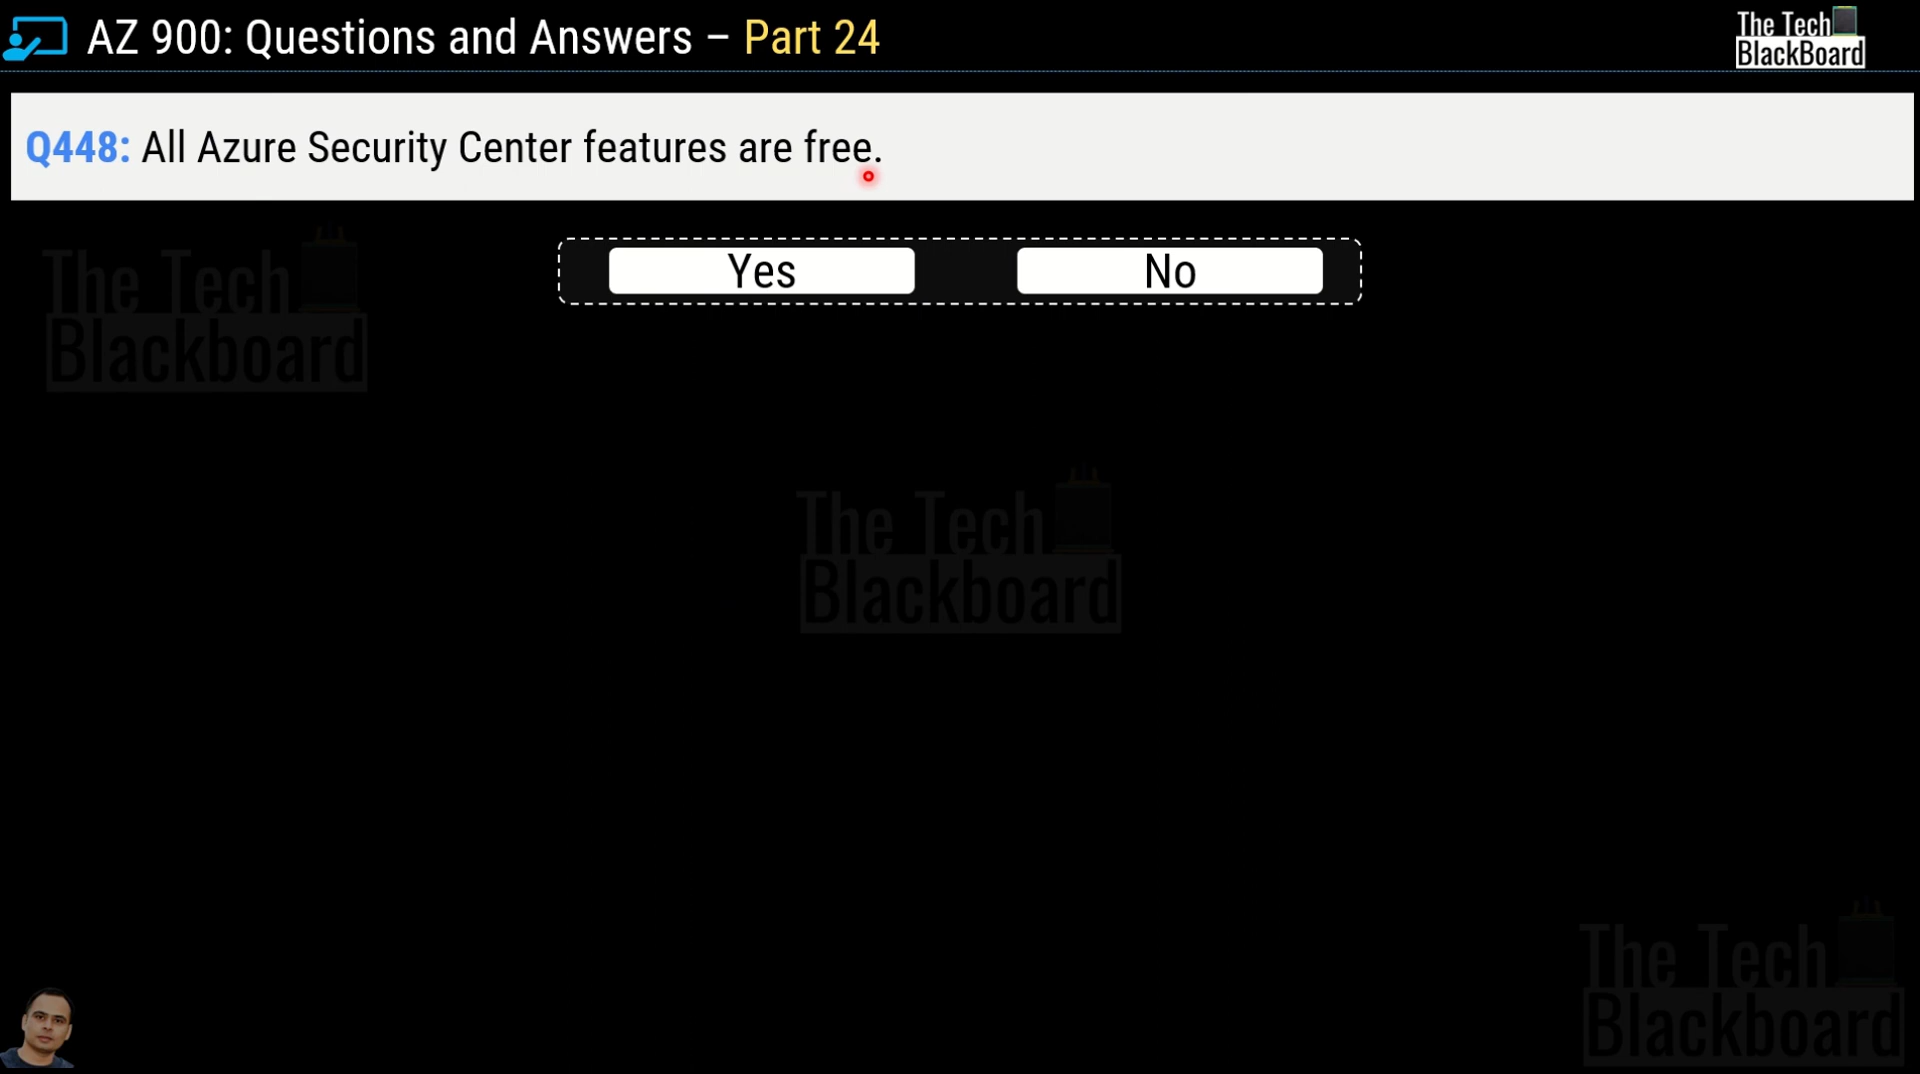 AZ 900: Questions and Answers – Part 24
The Tech
BlackBoard
Q448: All Azure Security Center features are free.
Yes No
The Tech
Blackboard
The Tech
Blackboard
The Tech
Blackboard